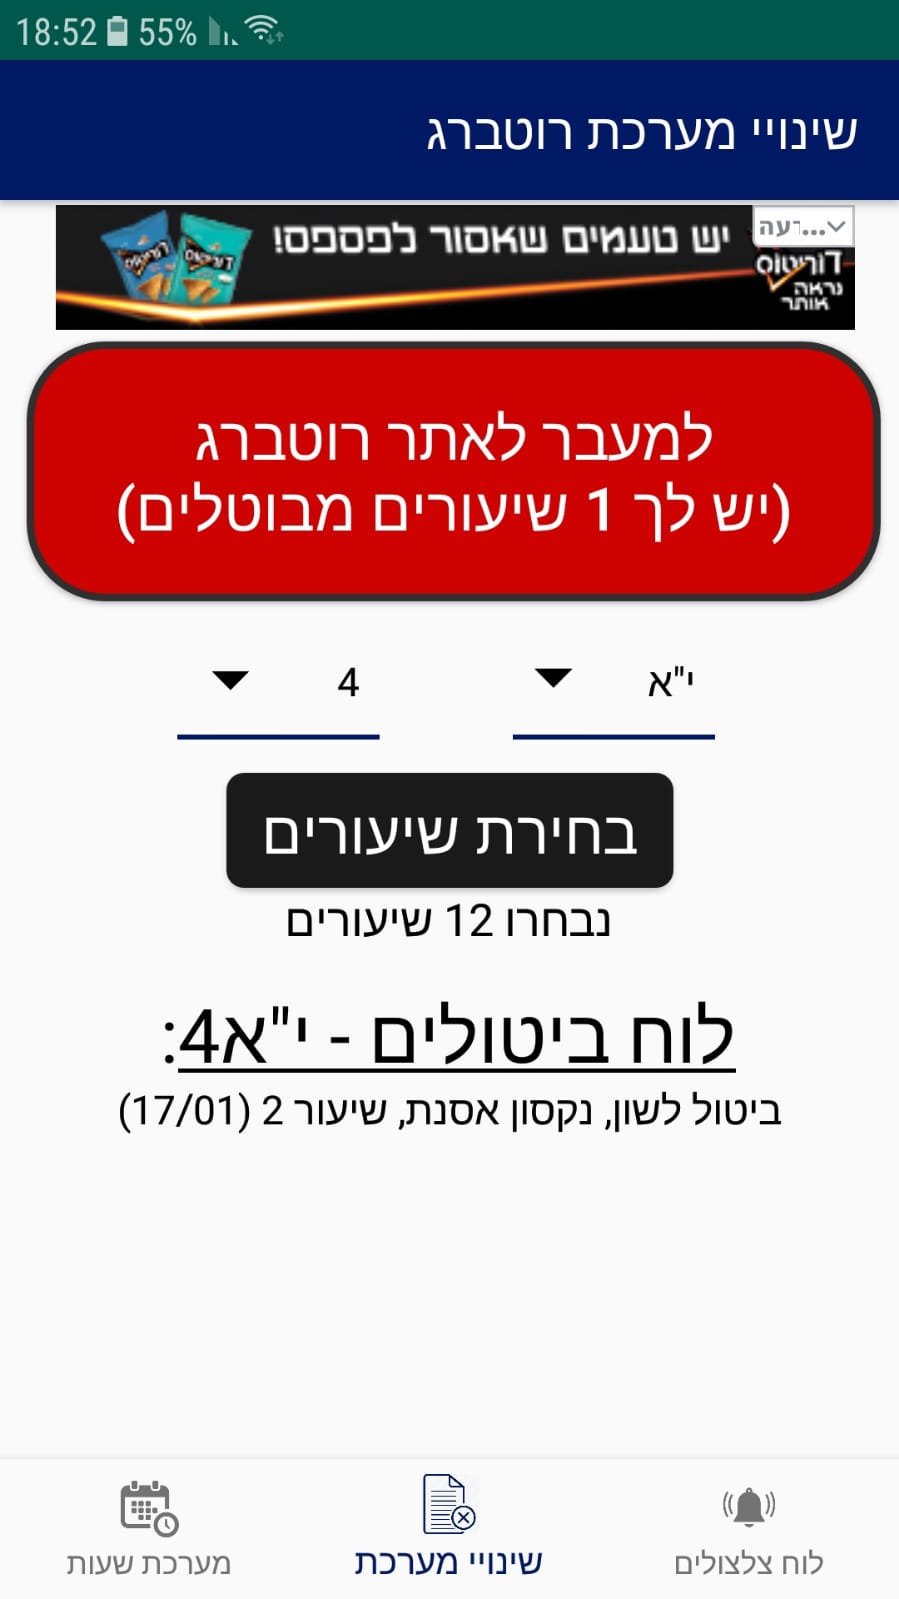 18:52 55%
שינויי מערכת רוטברג
יש טעמים שאסור לפספס!
דוריטוס
נראה
אותך
למעבר לאתר רוטברג
(יש לך 1 שיעורים מבוטלים)
י"א 4
בחירת שיעורים
נבחרו 12 שיעורים
לוח ביטולים - י"א4:
ביטול לשון, נקסון אסנת, שיעור 2 (17/01)
לוח צלצולים שינויי מערכת מערכת שעות